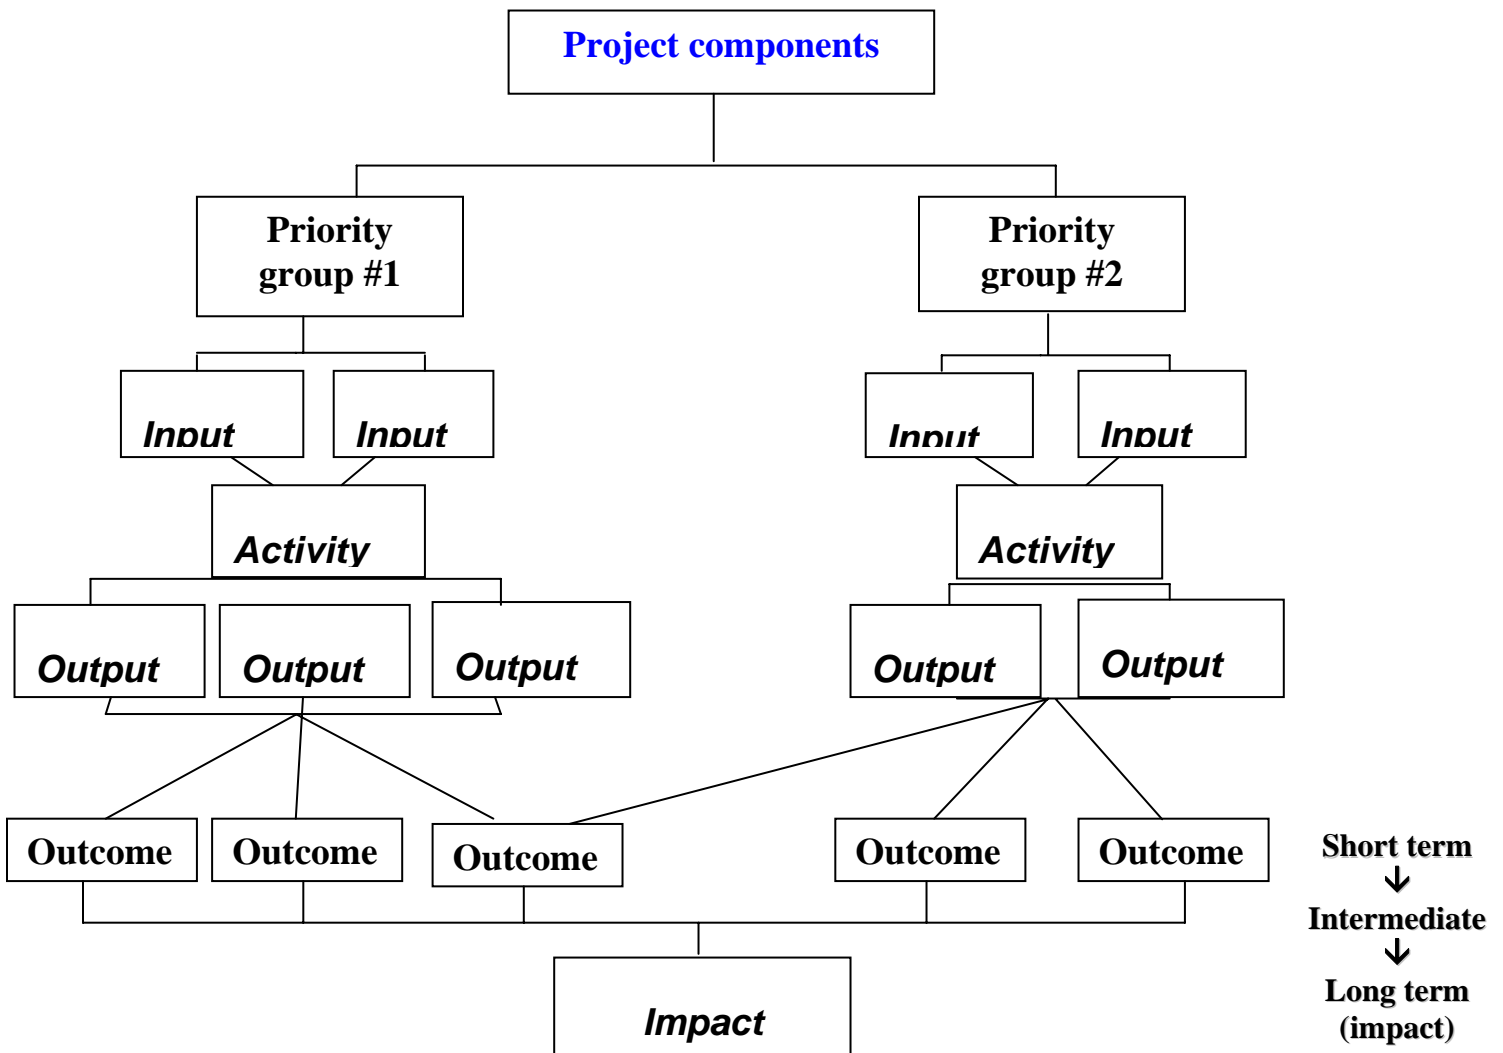 Project components
Priority
group #1
Priority
group #2
Input
Input
Input
Input
Activity
Activity
Output
Output
Output
Output
Output
Outcome
Outcome
Outcome
Outcome
Outcome
Short term
↓
Intermediate
↓
Long term
(impact)
Impact